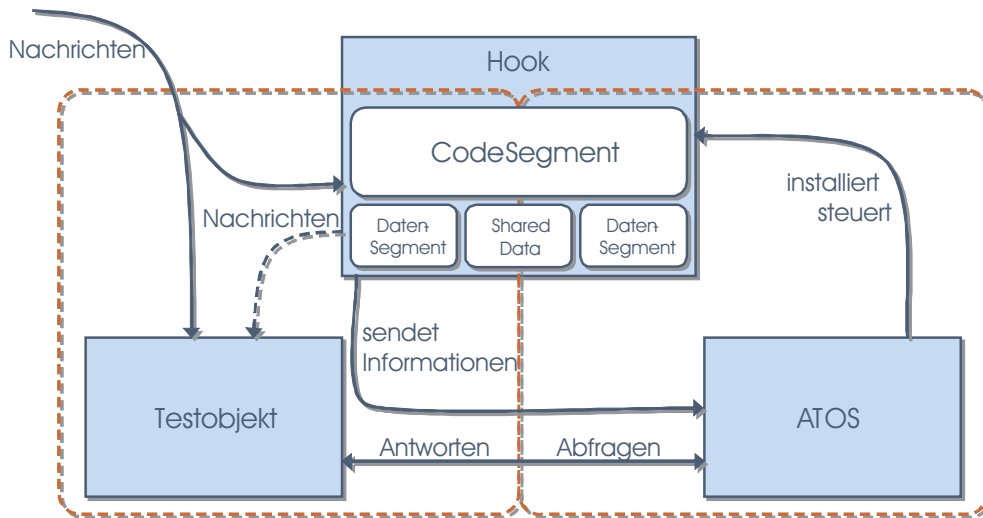 Nachrichten
Hook
CodeSegment
installiert
steuert
Nachrichten
Daten-
Segment
Shared
Data
Daten-
Segment
sendet
Informationen
Testobjekt
ATOS
Antworten
Abfragen